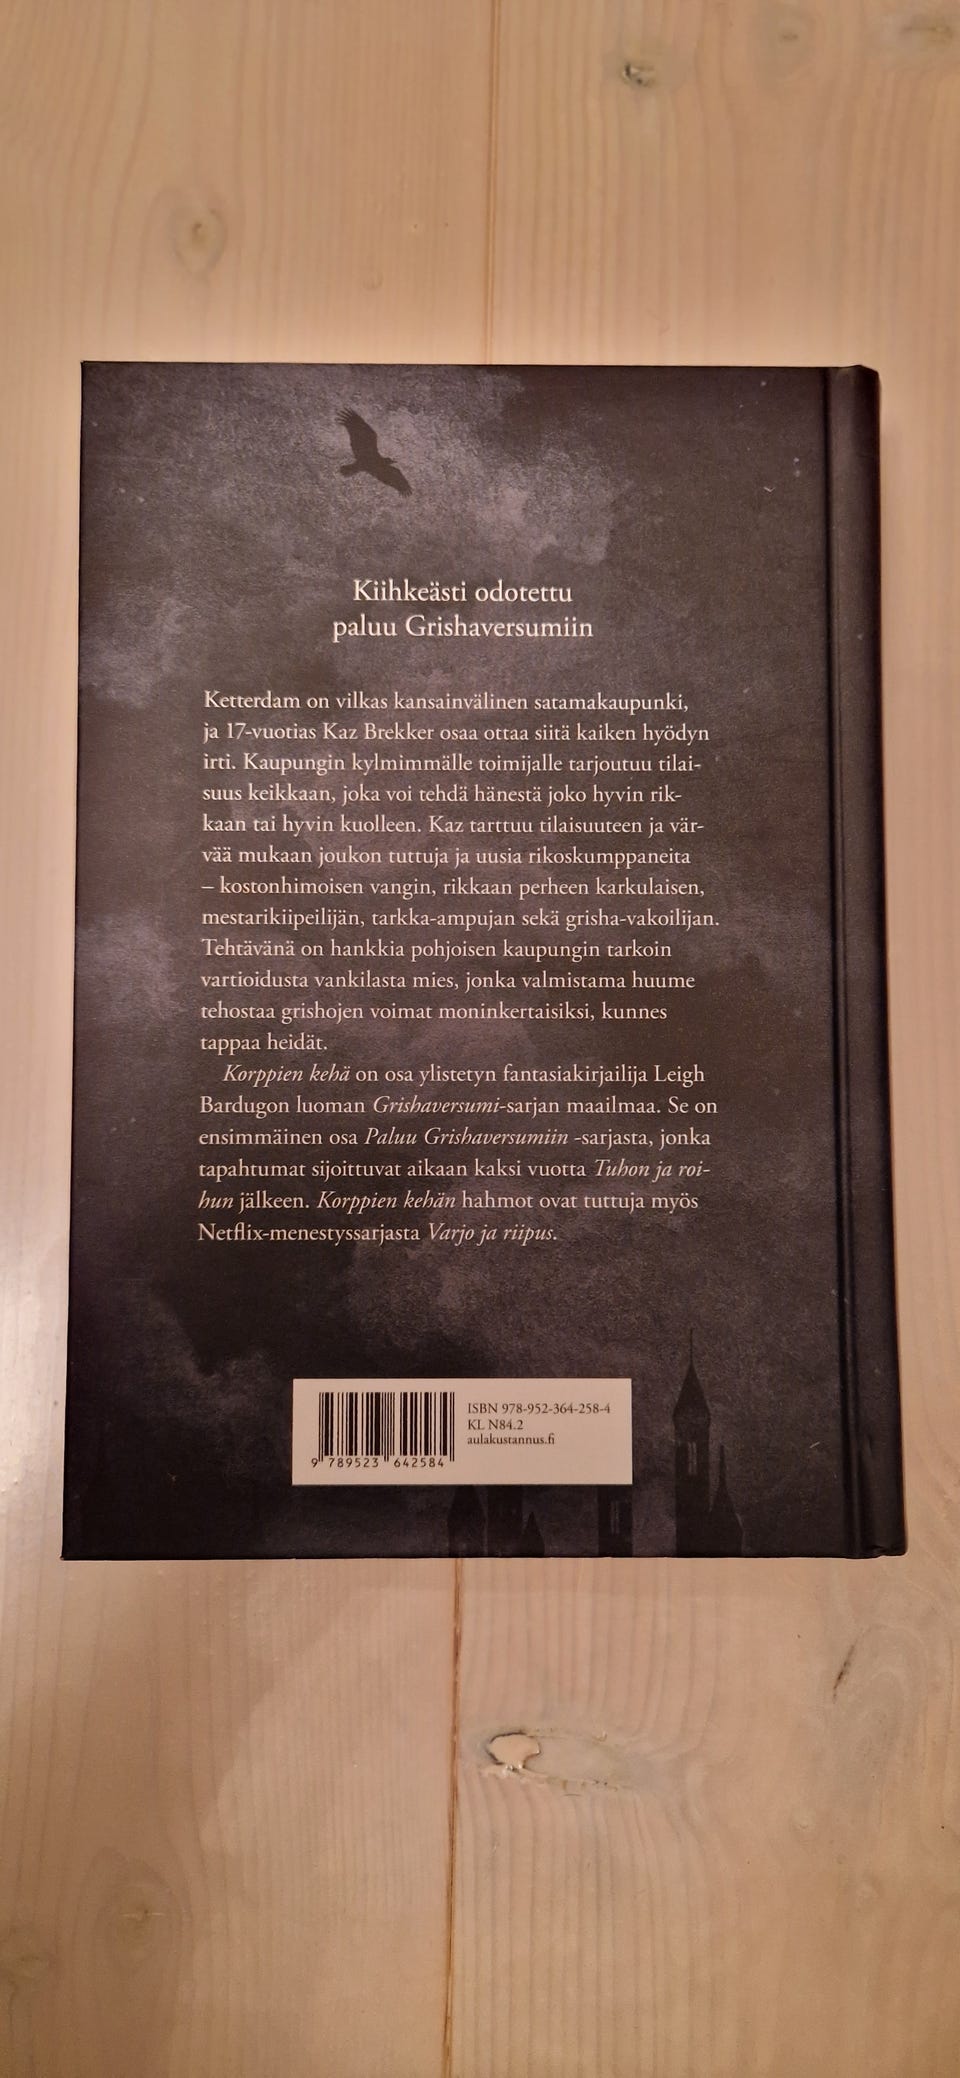 Kiihkeästi odotettu
paluu Grishaversumiin
Ketterdam on vilkas kansainvälinen satamakaupunki,
ja 17-vuotias Kaz Brekker osaa ottaa siitä kaiken hyödyn
irti. Kaupungin kylmimmälle toimijalle tarjoutuu tilai-
suus keikkaan, joka voi tehdä hänestä joko hyvin rik-
kaan tai hyvin kuolleen. Kaz tarttuu tilaisuuteen ja vär-
vää mukaan joukon tuttuja ja uusia rikoskumppaneita
– kostonhimoisen vangin, rikkaan perheen karkulaisen,
mestarikiipeilijän, tarkka-ampujan sekä grisha-vakoilijan.
Tehtävänä on hankkia pohjoisen kaupungin tarkoin
vartioidusta vankilasta mies, jonka valmistama huume
tehostaa grishojen voimat moninkertaisiksi, kunnes
tappaa heidät.
Korppien kehä on osa ylistetyn fantasiakirjailija Leigh
Bardugon luoman Grishaversumi-sarjan maailmaa. Se on
ensimmäinen osa Paluu Grishaversumiin -sarjasta, jonka
tapahtumat sijoittuvat aikaan kaksi vuotta Tuhon ja roi-
hun jälkeen. Korppien kehän hahmot ovat tuttuja myös
Netflix-menestyssarjasta Varjo ja riipus.
ISBN 978-952-364-258-4
KL N84.2
aulakustannus.fi
9 789523 642584